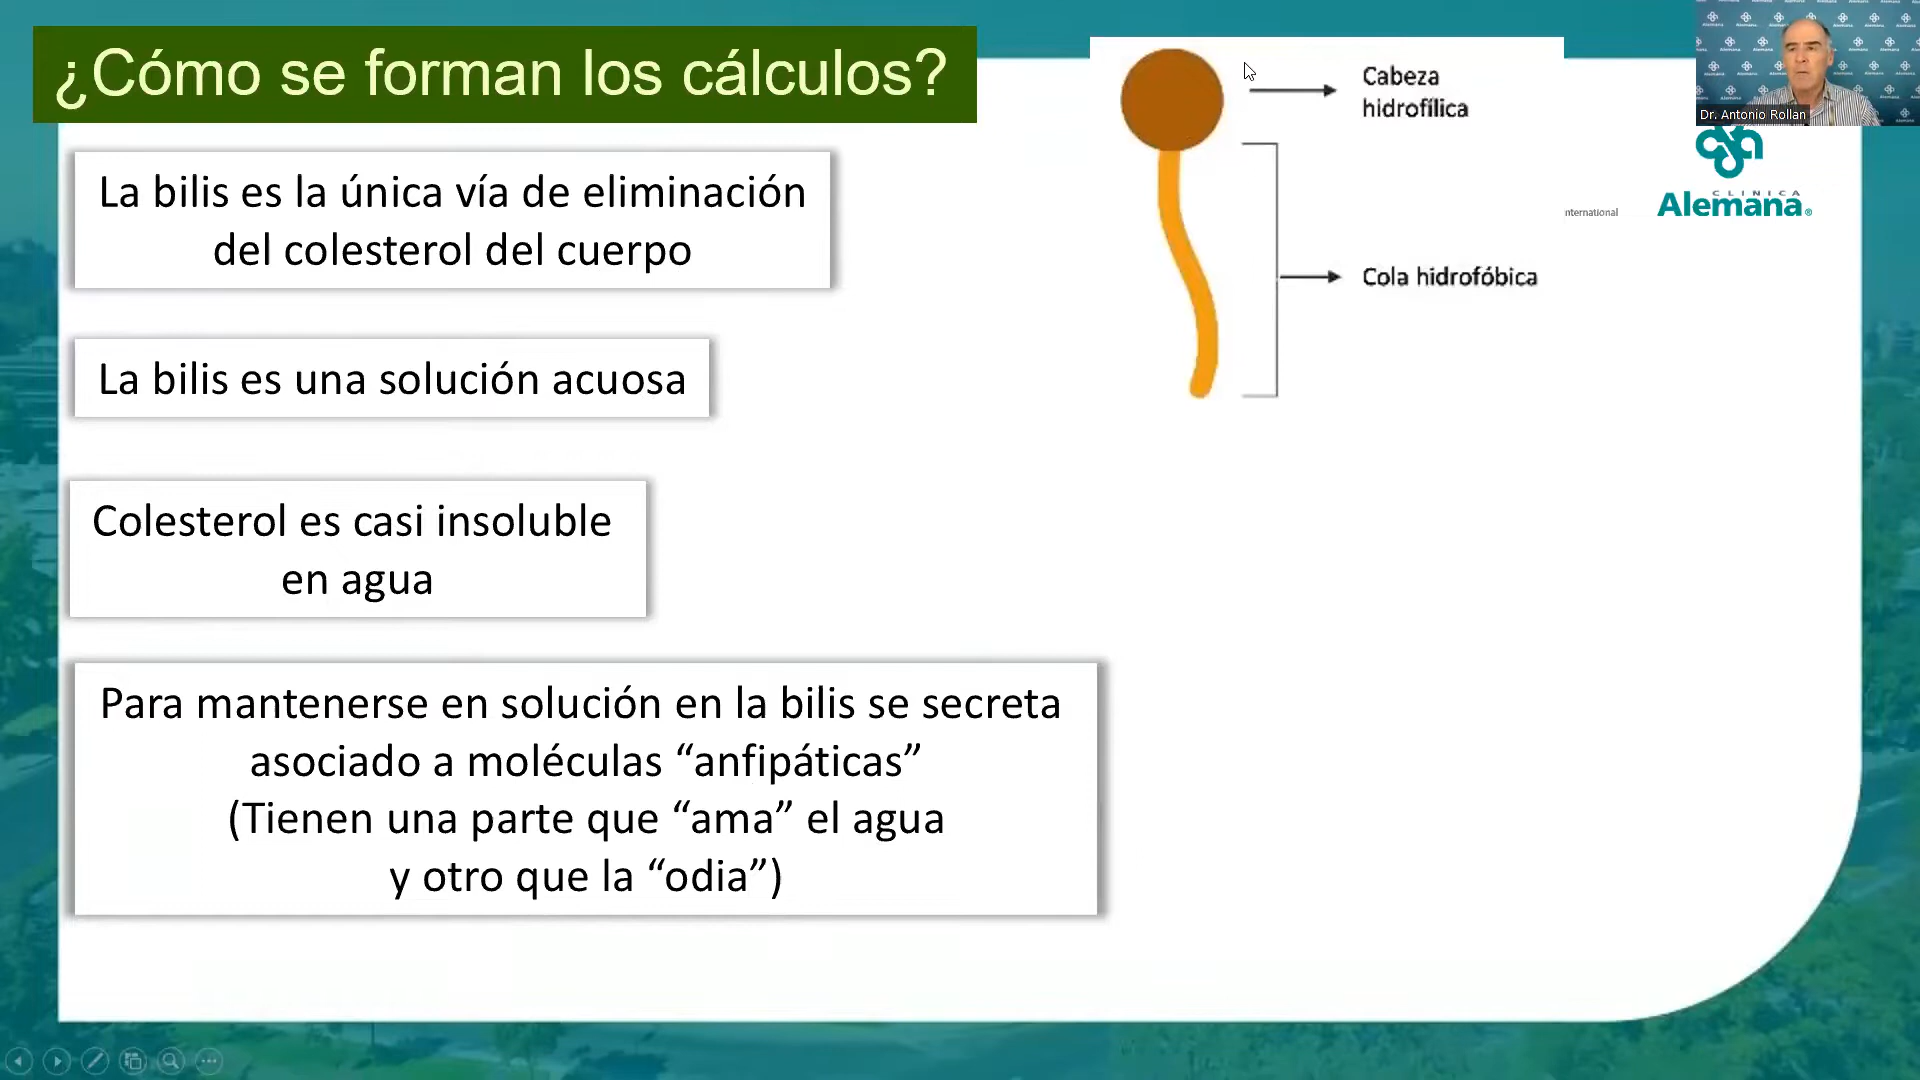 ¿Cómo se forman los cálculos?
La bilis es la única vía de eliminación
del colesterol del cuerpo
La bilis es una solución acuosa
Colesterol es casi insoluble
en agua
Para mantenerse en solución en la bilis se secreta
asociado a moléculas “anfipáticas”
(Tienen una parte que “ama” el agua
y otro que la “odia”)
Cabeza
hidrofílica
Cola hidrofóbica
Dr. Antonio Rollan
nternational
CLINICA
Alemana®